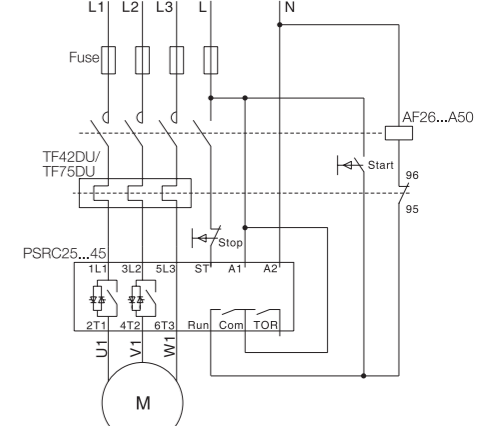 L1 L2 L3 L N
Fuse
AF26...A50
TF42DU/
TF75DU
Start
96
95
Stop
PSRC25...45
1L1 3L2 5L3 ST A1 A2
2T1 4T2 6T3 Run Com TOR
U1 V1 W1
M